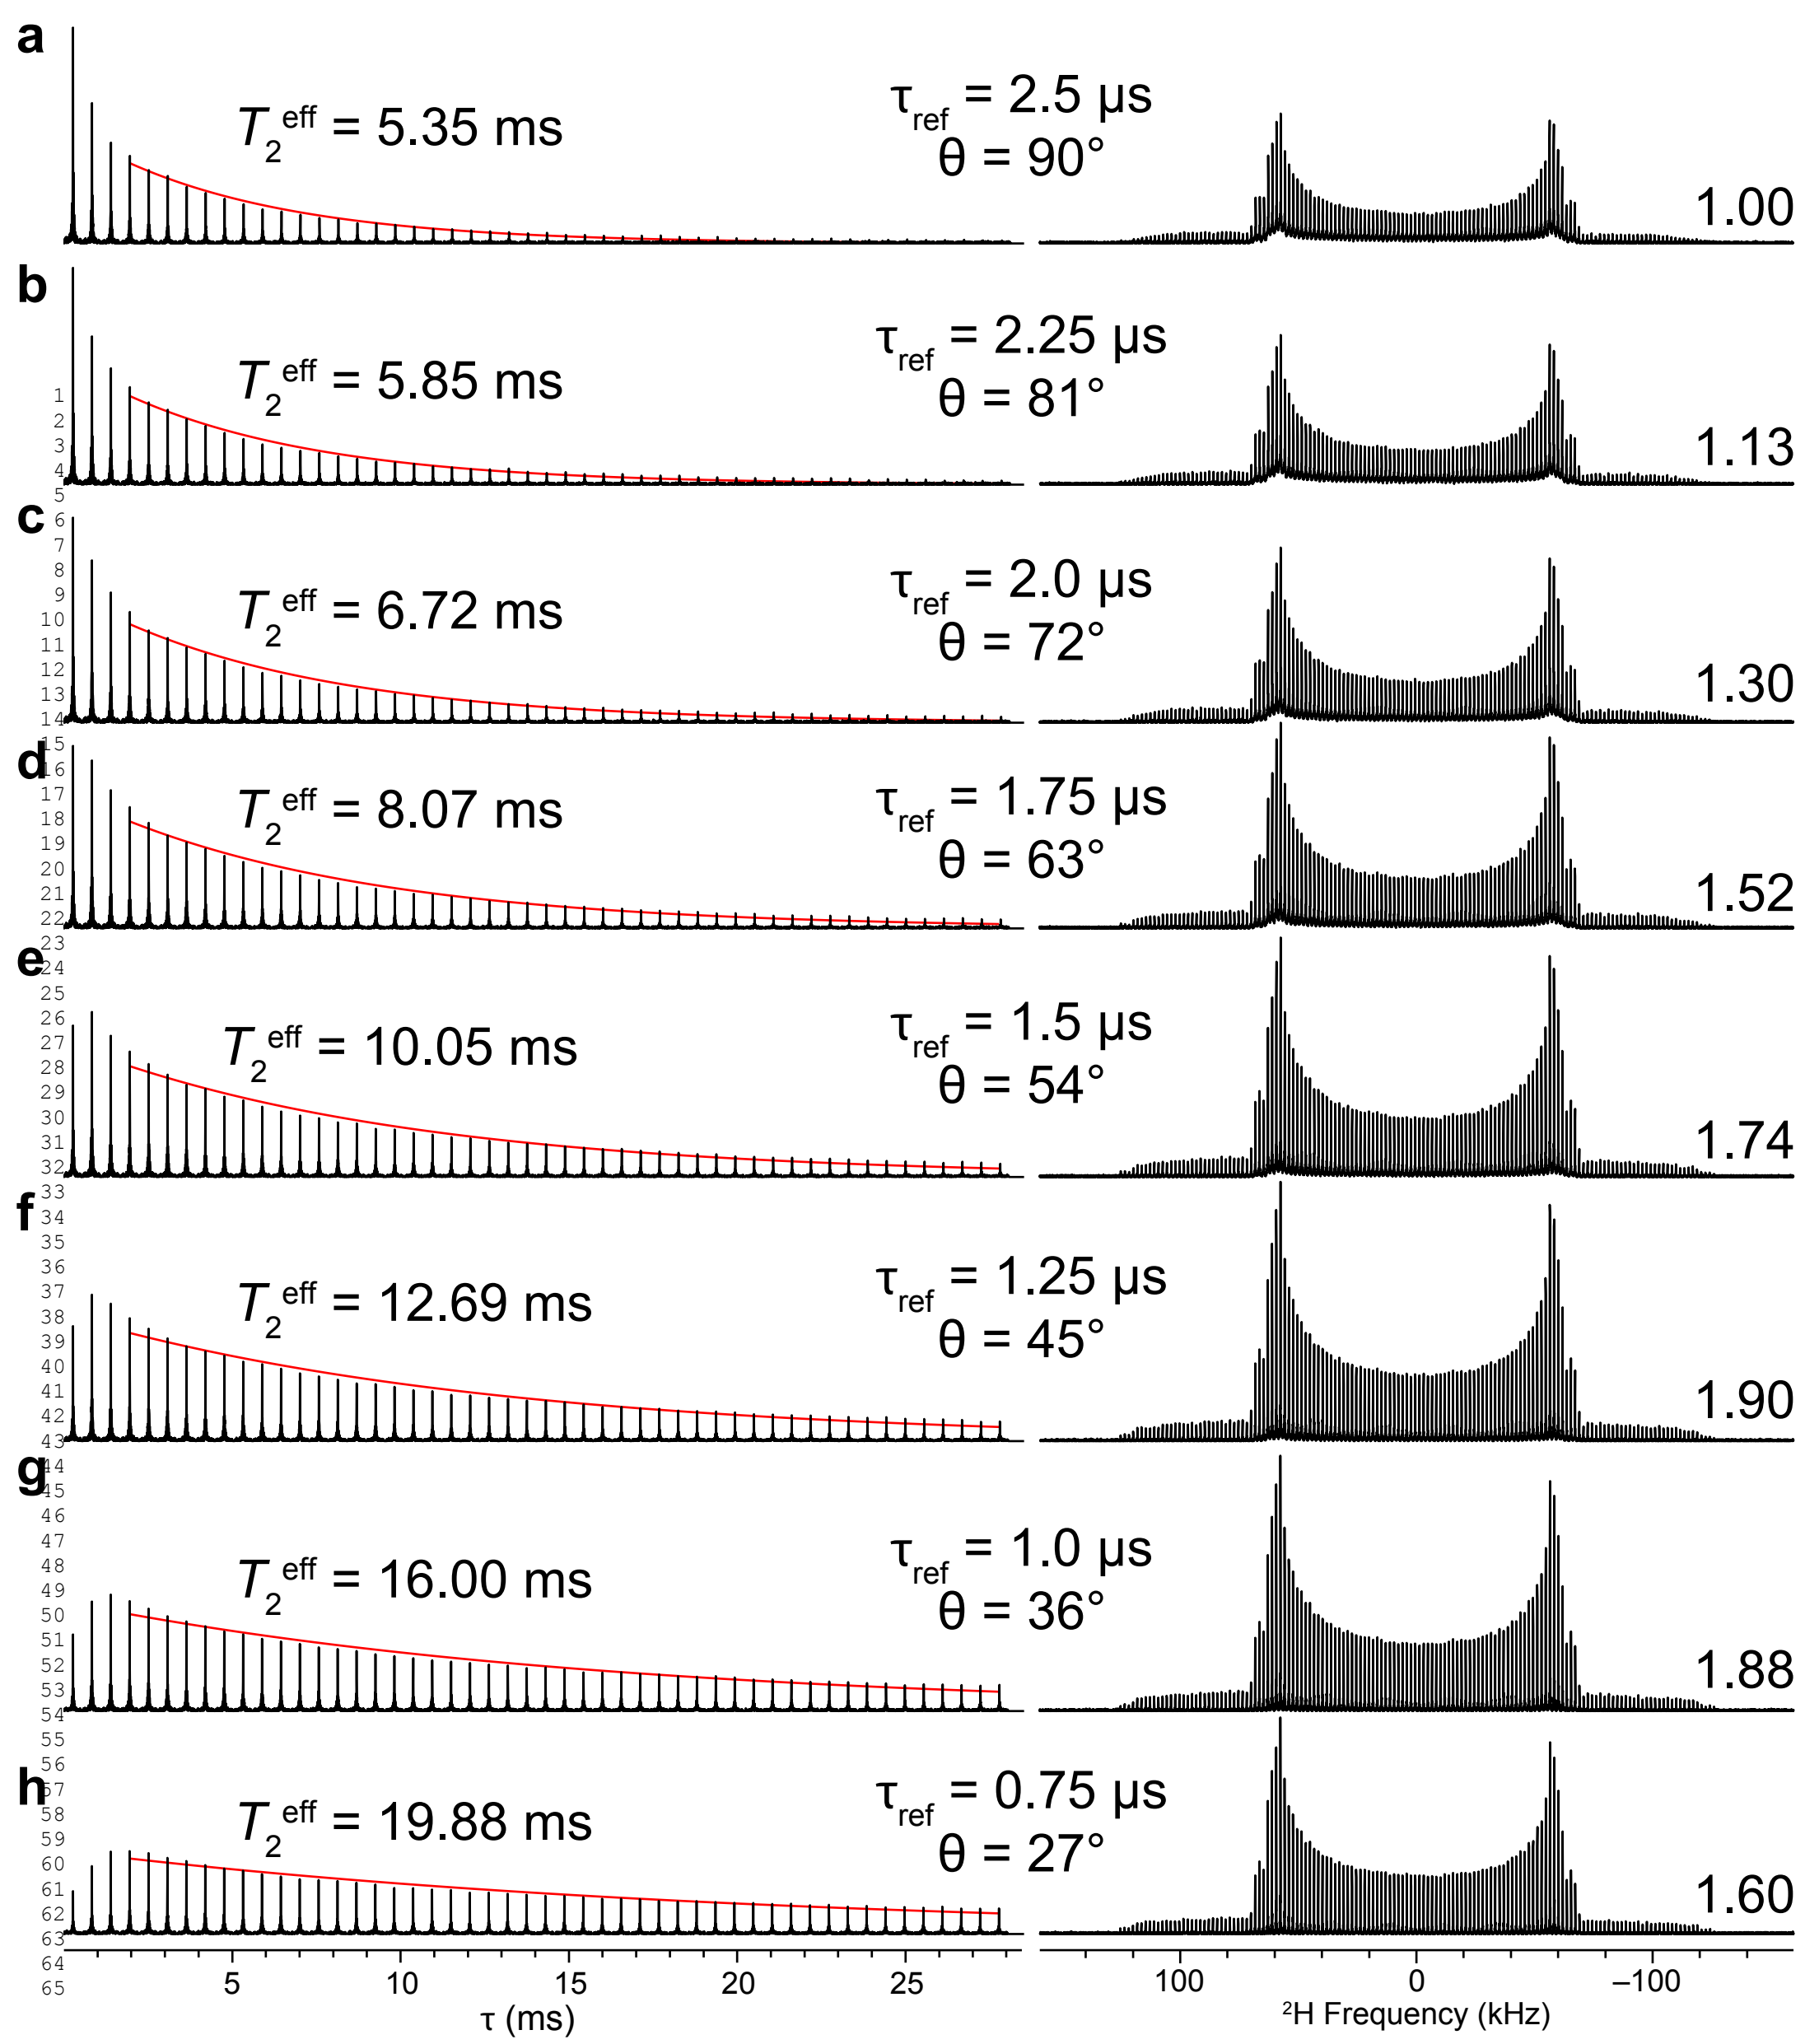 a
T2eff = 5.35 ms
τref = 2.5 µs
θ = 90°
1.00
b
T2eff = 5.85 ms
τref = 2.25 µs
θ = 81°
1.13
1
2
3
4
5
c
T2eff = 6.72 ms
τref = 2.0 µs
θ = 72°
1.30
6
7
8
9
10
11
12
13
14
d
T2eff = 8.07 ms
τref = 1.75 µs
θ = 63°
1.52
15
16
17
18
19
20
21
22
23
e
T2eff = 10.05 ms
τref = 1.5 µs
θ = 54°
1.74
24
25
26
27
28
29
30
31
32
33
f
T2eff = 12.69 ms
τref = 1.25 µs
θ = 45°
1.90
34
35
36
37
38
39
40
41
42
43
g
T2eff = 16.00 ms
τref = 1.0 µs
θ = 36°
1.88
44
45
46
47
48
49
50
51
52
53
54
h
T2eff = 19.88 ms
τref = 0.75 µs
θ = 27°
1.60
55
56
57
58
59
60
61
62
63
64
65
5 10 15 20 25
τ (ms)
100 0 –100
²H Frequency (kHz)